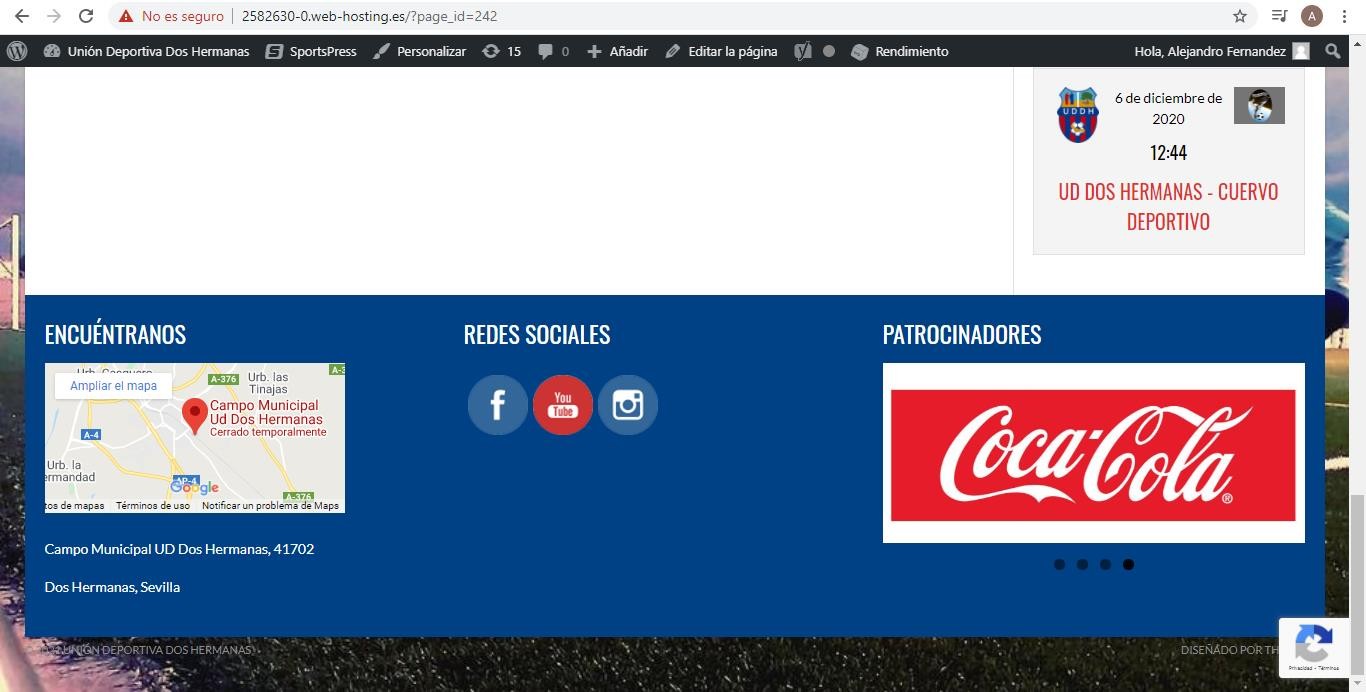 No es seguro
2582630-0.web-hosting.es/?page_id=242
A
Unión Deportiva Dos Hermanas
SportsPress
Personalizar
15
0
Añadir
Editar la página
Rendimiento
Hola, Alejandro Fernandez
UDDH
6 de diciembre de
2020
12:44
UD DOS HERMANAS - CUERVO
DEPORTIVO
ENCUÉNTRANOS
Ampliar el mapa
A-376
Urb. las
Tinajas
Campo Municipal
Ud Dos Hermanas
Cerrado temporalmente
A-4
Urb. la
ermandad
AP-4
Google
A-376
tos de mapas
Términos de uso
Notificar un problema de Maps
Campo Municipal UD Dos Hermanas, 41702
Dos Hermanas, Sevilla
REDES SOCIALES
f
You
Tube
PATROCINADORES
Coca-Cola
®
UNIÓN DEPORTIVA DOS HERMANAS
DISEÑADO POR TH
Privacidad - Términos